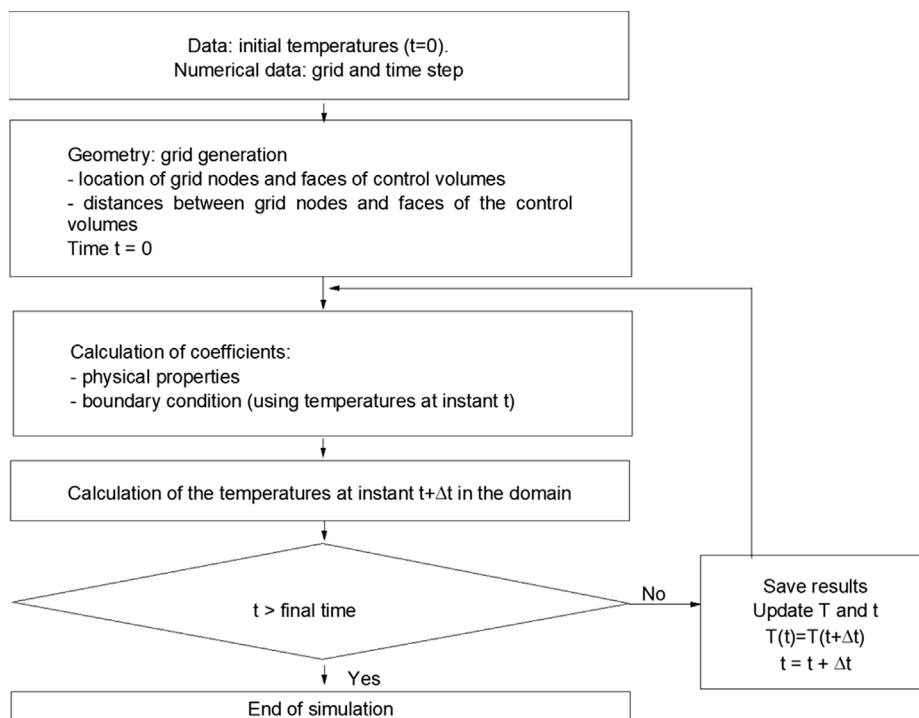 Data: initial temperatures (t=0).
Numerical data: grid and time step
Geometry: grid generation
- location of grid nodes and faces of control volumes
- distances between grid nodes and faces of the control
volumes
Time t = 0
Calculation of coefficients:
- physical properties
- boundary condition (using temperatures at instant t)
Calculation of the temperatures at instant t+Δt in the domain
t > final time
No
Save results
Update T and t
T(t)=T(t+Δt)
t = t + Δt
Yes
End of simulation